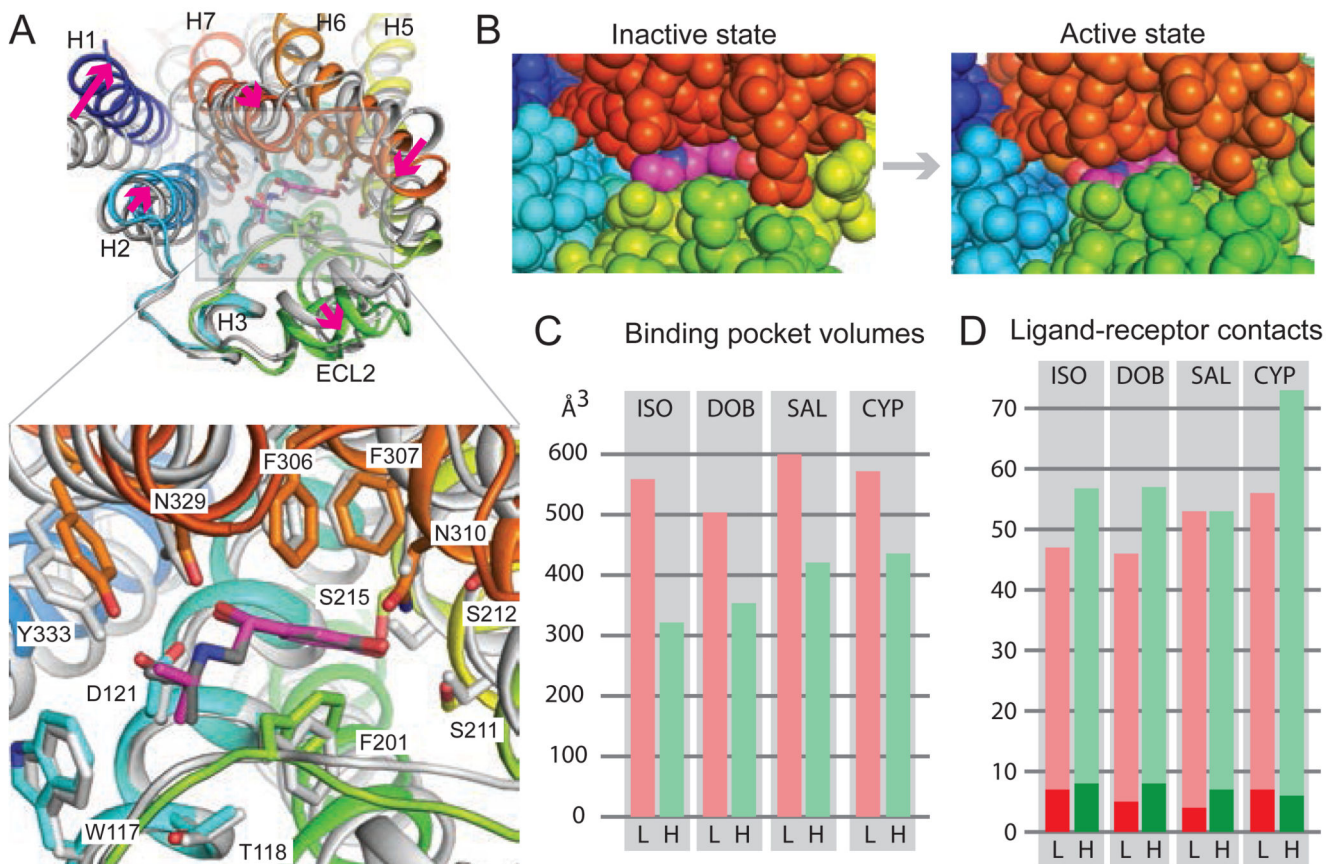 A
H1
H7
H6
H5
H2
H3
ECL2
F306
F307
N329
N310
S215
S212
Y333
D121
S211
F201
W117
T118
B
Inactive state
Active state
C
Binding pocket volumes
Å3
ISO DOB SAL CYP
600
500
400
300
200
100
0
L H L H L H L H
D
Ligand-receptor contacts
ISO DOB SAL CYP
70
60
50
40
30
20
10
0
L H L H L H L H